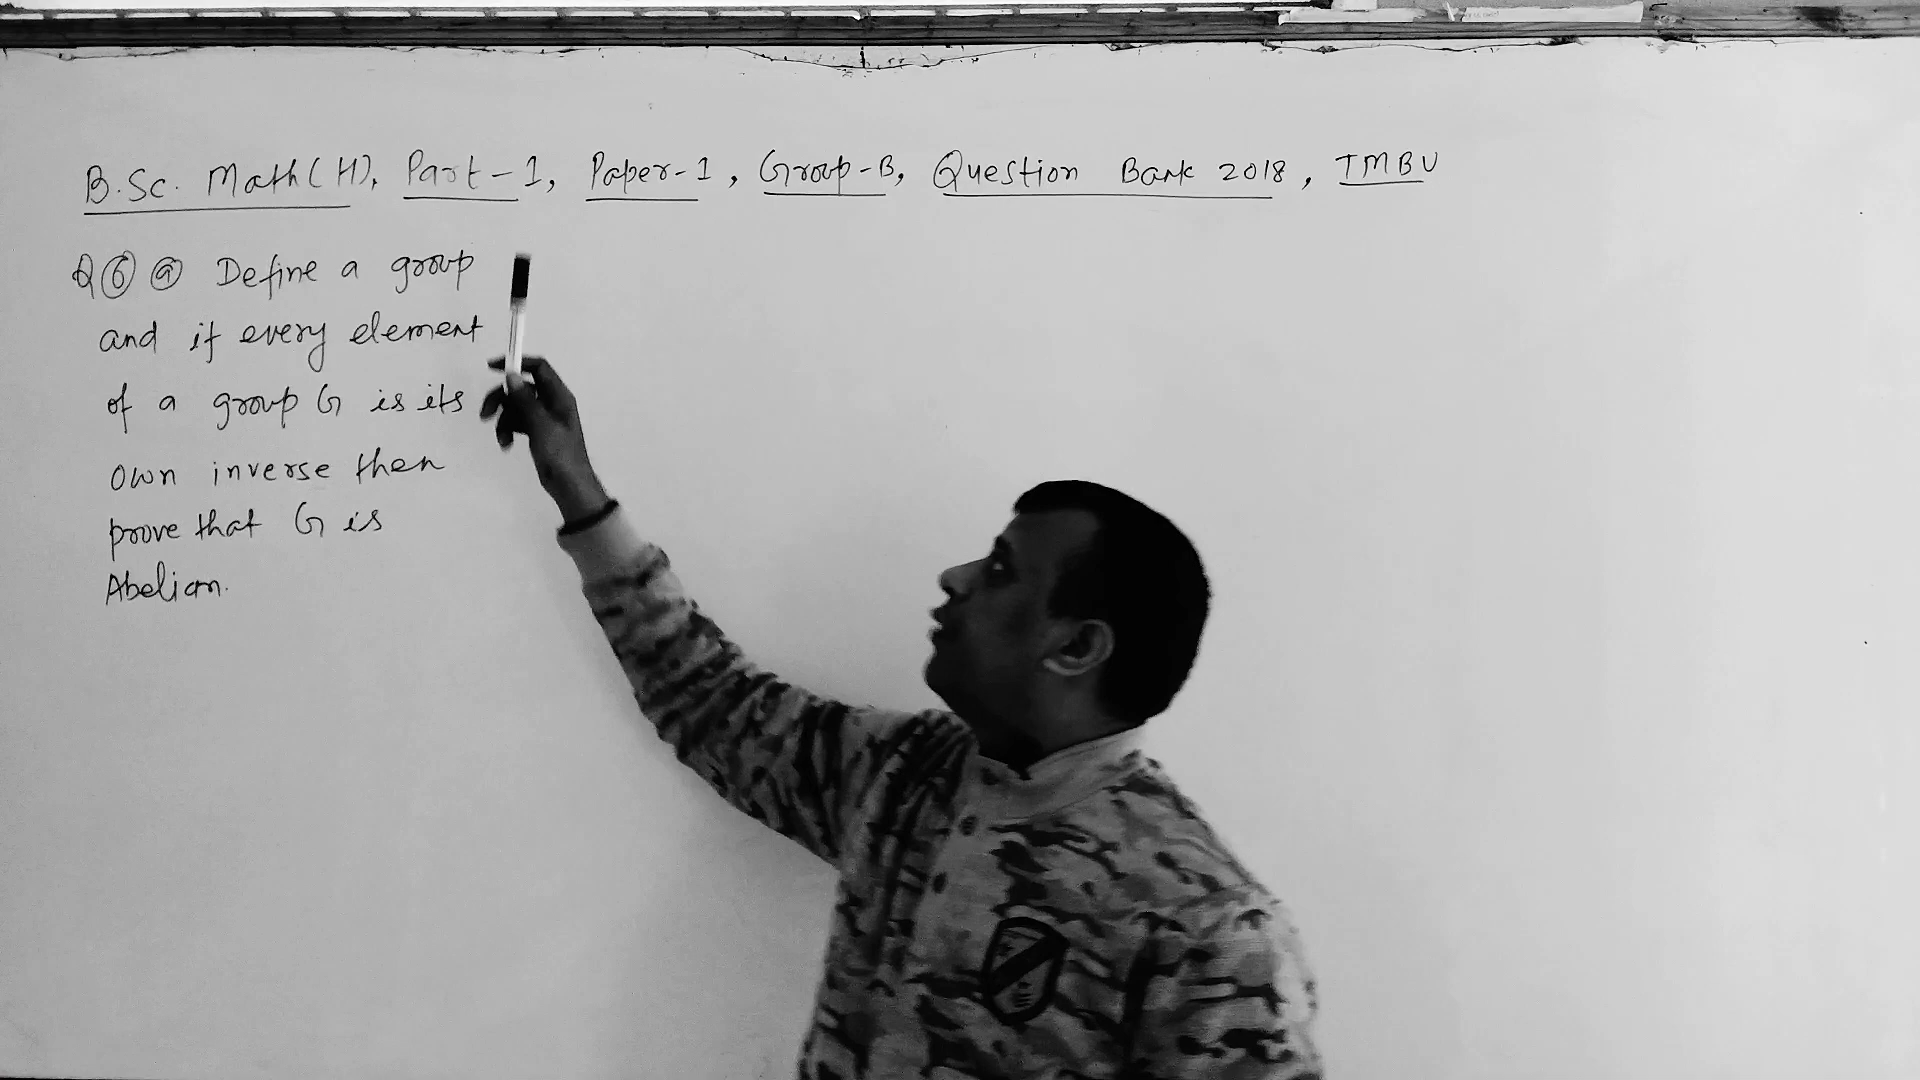 B.Sc. Math(H), Part-1, Paper-1, Group-B, Question Bank 2018, TMBU
Q⑥ ⓐ Define a group
and if every element
of a group G is its
own inverse then
prove that G is
Abelian.